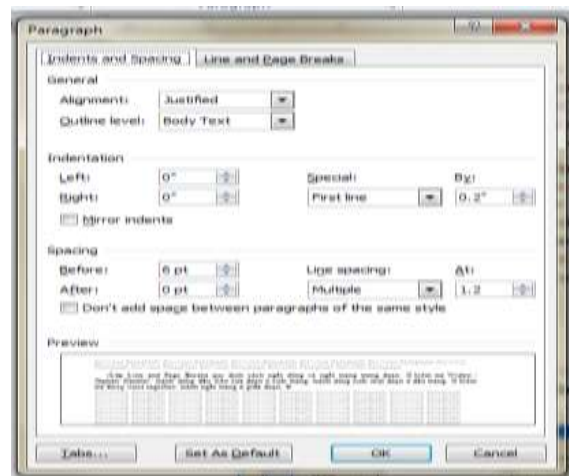 Paragraph
Indents and Spacing Line and Page Breaks
General
Alignment: Justified
Outline level: Body Text
Indentation
Left: 0" Special: By:
Right: 0" First line 0.2"
Mirror indents
Spacing
Before: 6 pt Line spacing: At:
After: 0 pt Multiple 1.2
Don't add space between paragraphs of the same style
Preview
Tabs... Set As Default OK Cancel